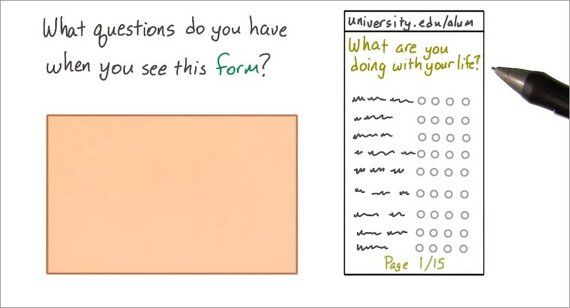 What questions do you have
when you see this form?
university.edu/alum
What are you
doing with your life?
Page 1/15